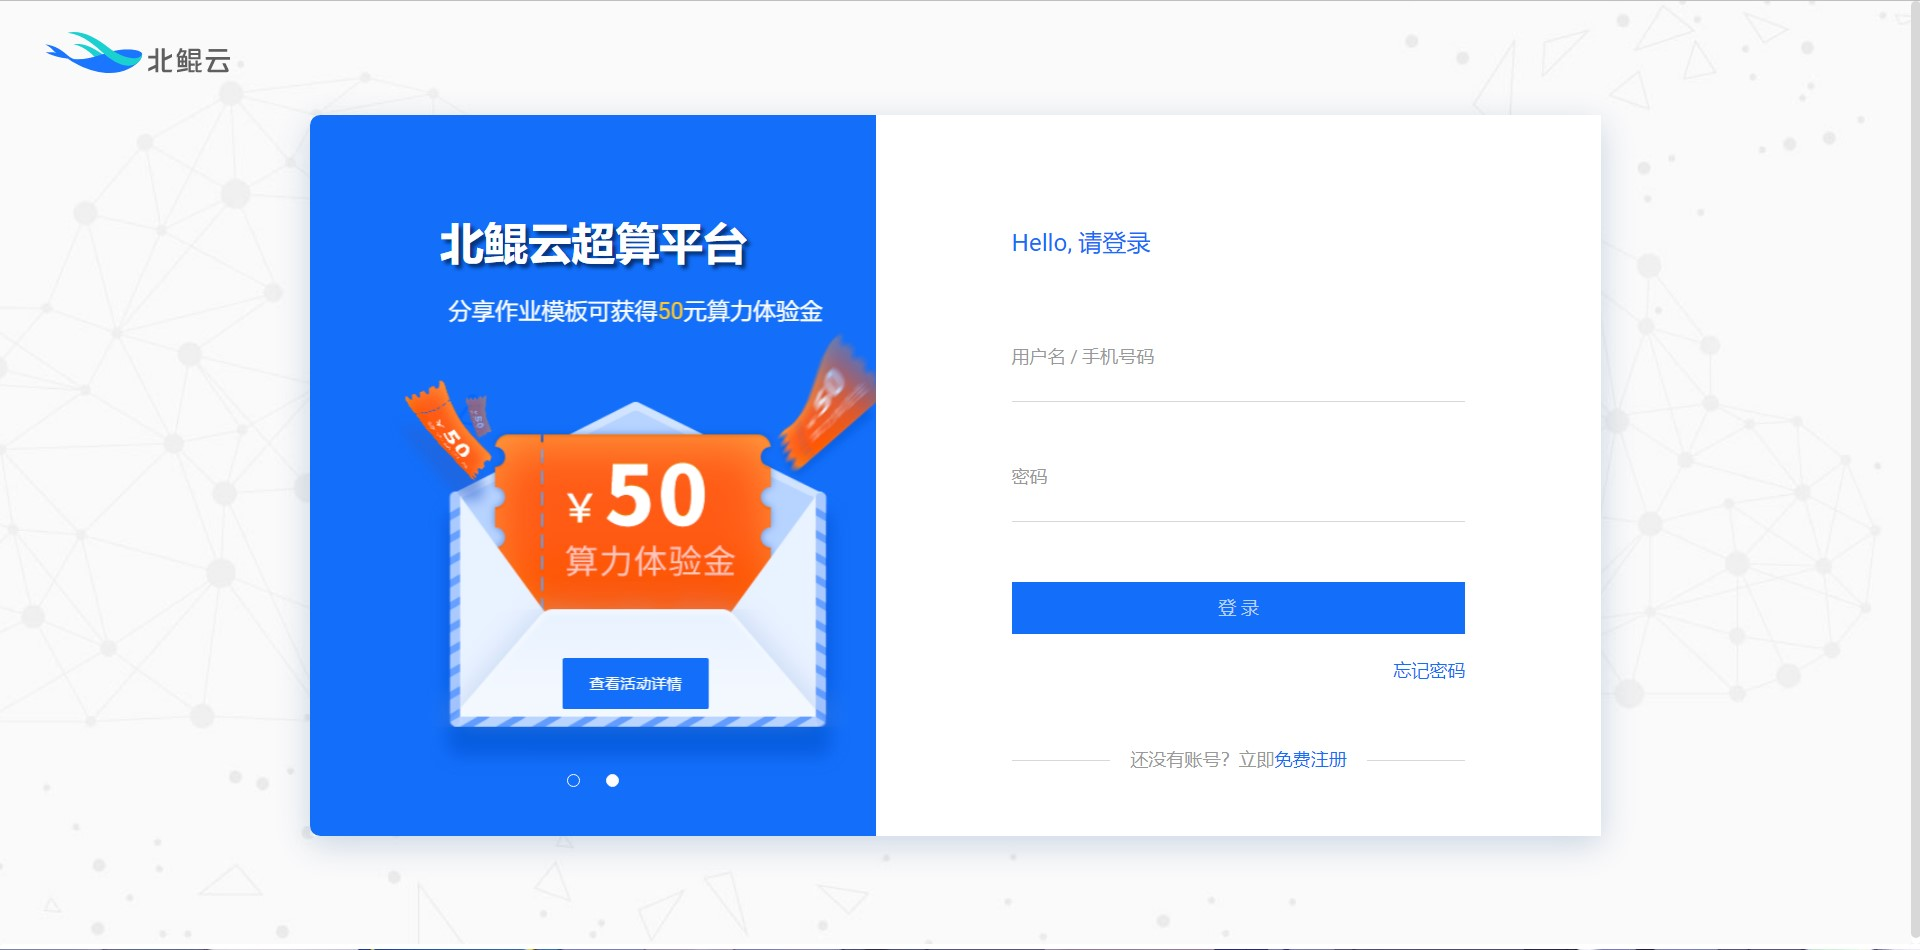 北鲲云
北鲲云超算平台
分享作业模板可获得50元算力体验金
¥50
50
50
¥ 50
算力体验金
查看活动详情
Hello, 请登录
用户名 / 手机号码
密码
登 录
忘记密码
还没有账号？立即免费注册